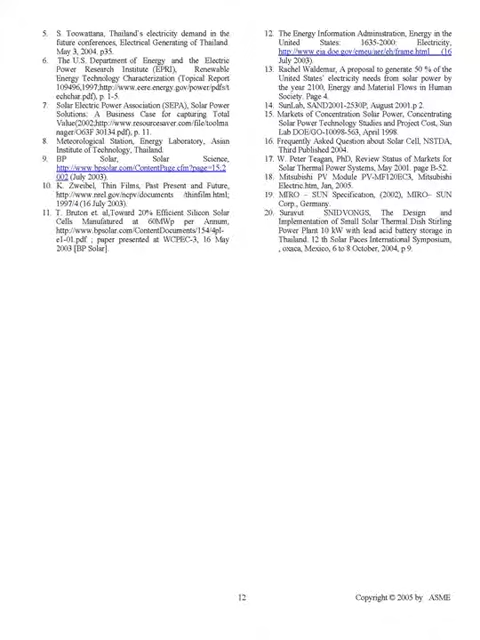 5. S. Toowattana, Thailand's electricity demand in the
future conferences, Electrical Generating of Thailand
May 3, 2004. p35.
6. The U.S. Department of Energy and the Electric
Power Research Institute (EPRI), Renewable
Energy Technology Characterization (Topical Report
109496,1997;http://www.eere.energy.gov/power/pdfs/t
echchar.pdf), p. 1-5.
7. Solar Electric Power Association (SEPA), Solar Power
Solutions: A Business Case for capturing Total
Value(2002;http://www.resourcesaver.com/file/toolma
nager/O63F 30134 pdf), p. 11.
8. Meteorological Station, Energy Laboratory, Asian
Institute of Technology, Thailand.
9. BP Solar, Solar Science,
http://www.bpsolar.com/ContentPage.cfm?page=15:2
002 (July 2003).
10. K. Zweibel, Thin Films, Past Present and Future,
http://www.nrel.gov/ncpv/documents /thinfilm.html;
1997/4 (16 July 2003).
11. T. Bruton et. al,Toward 20% Efficient Silicon Solar
Cells Manufatured at 60MWp per Annum,
http://www.bpsolar.com/ContentDocuments/154/4pl-
e1-01.pdf; ; paper presented at WCPEC-3, 16 May
2003 [BP Solar].
12. The Energy Information Adminstration, Energy in the
United States: 1635-2000: Electricity,
http://www.eia.doe.gov/emeu/aer/eh/frame.html (16
July 2003).
13. Rachel Waldemar, A proposal to generate 50 % of the
United States' electricity needs from solar power by
the year 2100, Energy and Material Flows in Human
Society. Page 4.
14. SunLab, SAND2001-2530P, August 2001.p 2.
15. Markets of Concentration Solar Power, Concentrating
Solar Power Technology Studies and Project Cost, Sun
Lab DOE/GO-10098-563, April 1998.
16. Frequently Asked Question about Solar Cell, NSTDA,
Third Published 2004.
17. W. Peter Teagan, PhD, Review Status of Markets for
Solar Thermal Power Systems, May 2001. page B-52.
18. Mitsubishi PV Module PV-MF120EC3, Mitsubishi
Electric.htm, Jan, 2005.
19. MIRO – SUN Specification, (2002), MIRO– SUN
Corp., Germany.
20. Suravut SNIDVONGS, The Design and
Implementation of Small Solar Thermal Dish Stirling
Power Plant 10 kW with lead acid battery storage in
Thailand. 12 th Solar Paces International Symposium,
, oxaca, Mexico, 6 to 8 October, 2004, p 9.
12
Copyright © 2005 by ASME